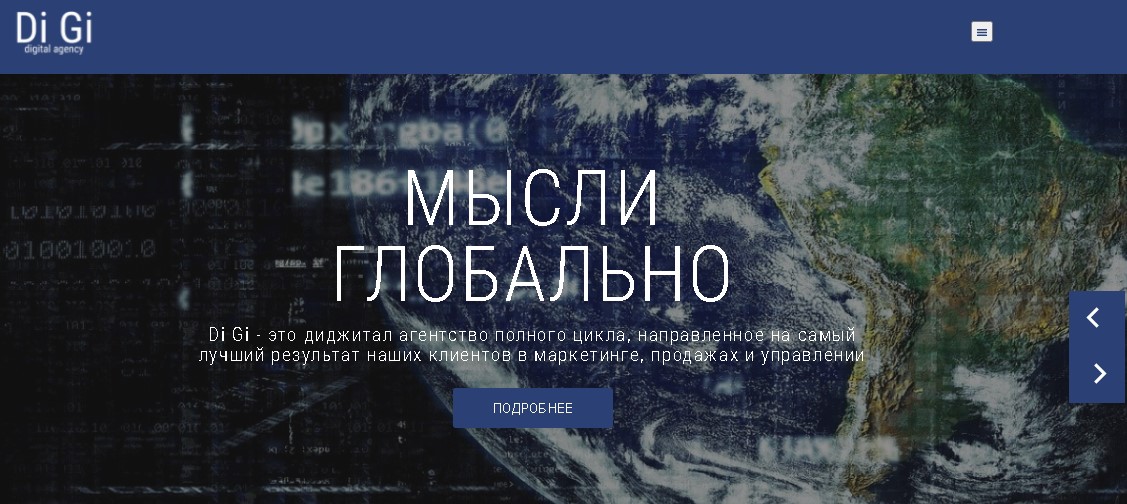 Di Gi
digital agency
МЫСЛИ
ГЛОБАЛЬНО
Di Gi - это диджитал агентство полного цикла, направленное на самый
лучший результат наших клиентов в маркетинге, продажах и управлении
ПОДРОБНЕЕ